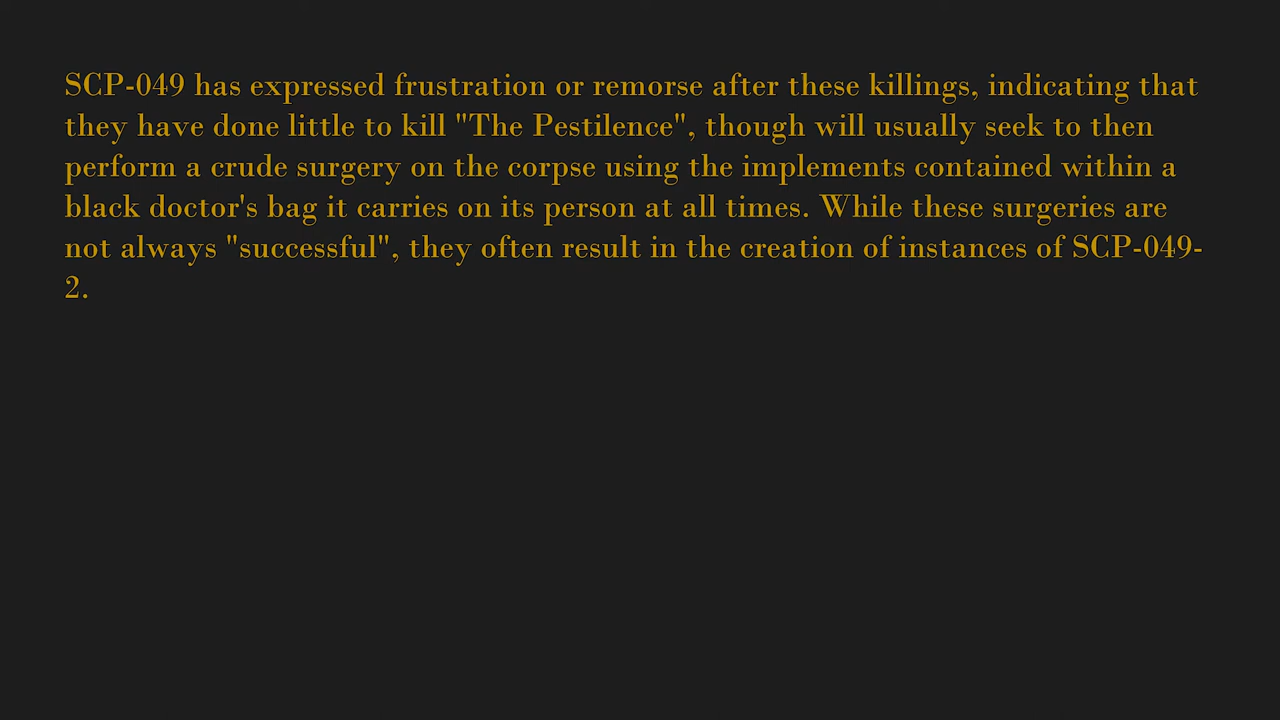 SCP-049 has expressed frustration or remorse after these killings, indicating that
they have done little to kill "The Pestilence", though will usually seek to then
perform a crude surgery on the corpse using the implements contained within a
black doctor's bag it carries on its person at all times. While these surgeries are
not always "successful", they often result in the creation of instances of SCP-049-
2.